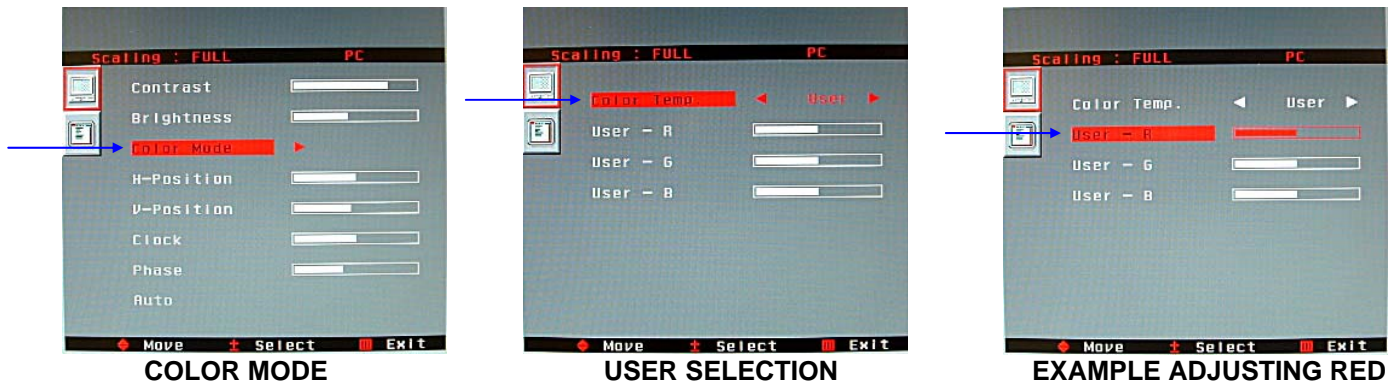 Scaling : FULL PC
Contrast
Brightness
Color Mode
H-Position
V-Position
Clock
Phase
Auto
Move ± Select Exit
COLOR MODE
Scaling : FULL PC
Color Temp. ◀ User ▶
User - R
User - G
User - B
Move ± Select Exit
USER SELECTION
Scaling : FULL PC
Color Temp. ◀ User ▶
User - R
User - G
User - B
Move ± Select Exit
EXAMPLE ADJUSTING RED